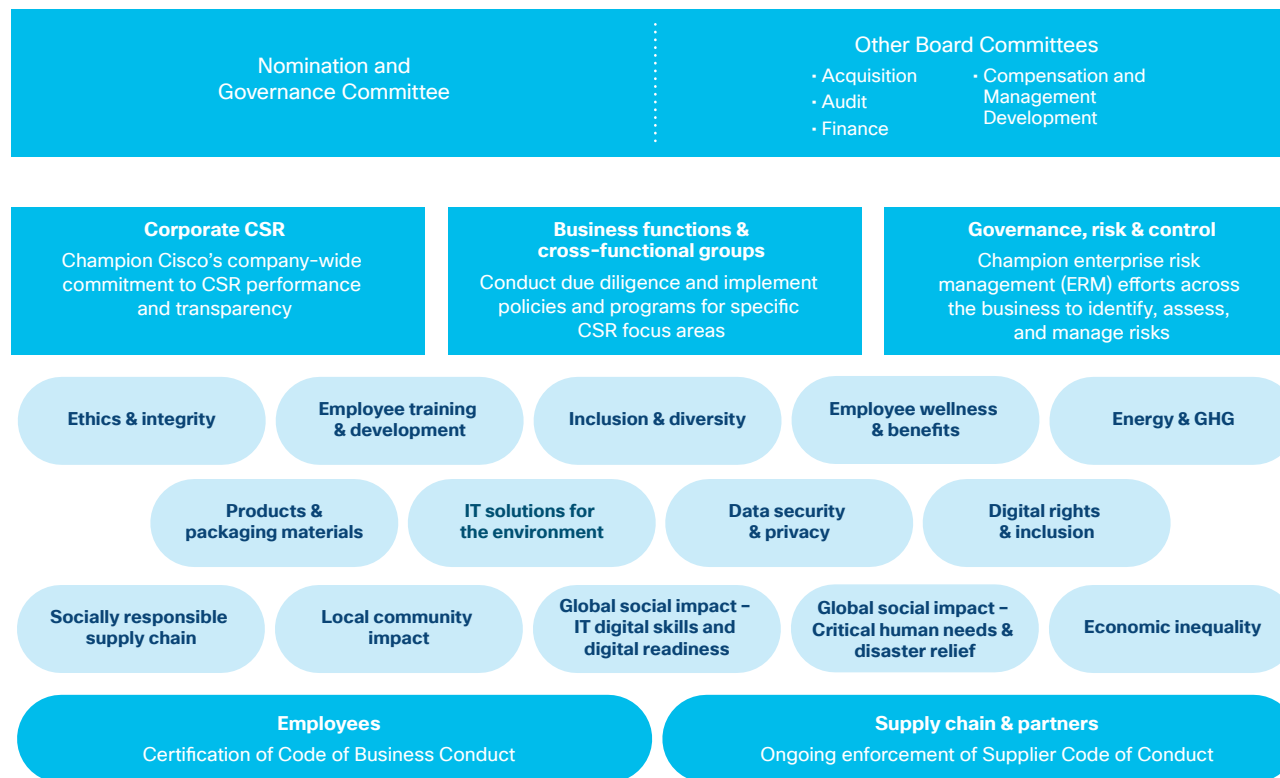 Nomination and
Governance Committee
Other Board Committees
· Acquisition
· Audit
· Finance
· Compensation and
Management
Development
Corporate CSR
Champion Cisco's company-wide
commitment to CSR performance
and transparency
Business functions &
cross-functional groups
Conduct due diligence and implement
policies and programs for specific
CSR focus areas
Governance, risk & control
Champion enterprise risk
management (ERM) efforts across
the business to identify, assess,
and manage risks
Ethics & integrity
Employee training
& development
Inclusion & diversity
Employee wellness
& benefits
Energy & GHG
Products &
packaging materials
IT solutions for
the environment
Data security
& privacy
Digital rights
& inclusion
Socially responsible
supply chain
Local community
impact
Global social impact –
IT digital skills and
digital readiness
Global social impact –
Critical human needs &
disaster relief
Economic inequality
Employees
Certification of Code of Business Conduct
Supply chain & partners
Ongoing enforcement of Supplier Code of Conduct